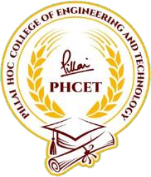 PILLAI HOC COLLEGE OF ENGINEERING AND TECHNOLOGY
Pillai
PHCET